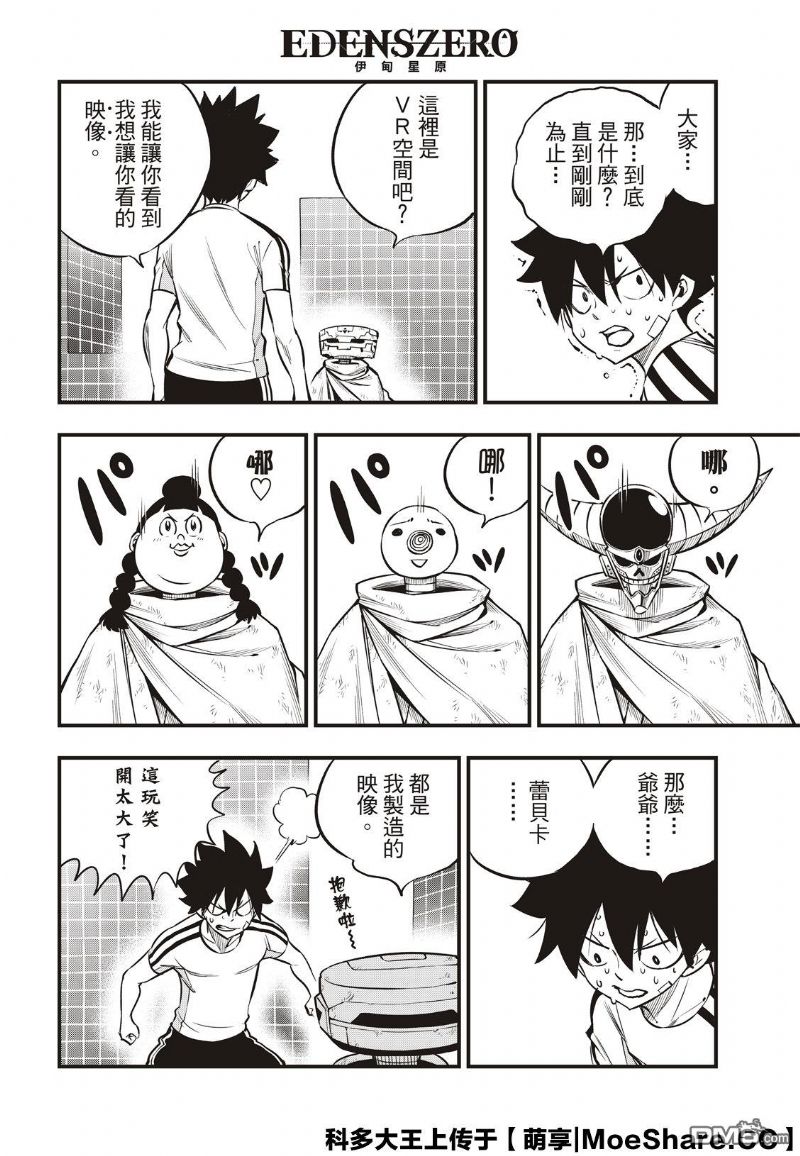 EDENSZERO
伊甸星原
大家…
那…到底
是什麼？
直到剛剛
為止…
這裡是
VR空間吧？
我能讓你看到
我想讓你看的
映像。
哪。
パッ
哪！
パッ
哪♡
パッ
那麼…
爺爺……
蕾貝卡
……
都是
我製造的
映像。
抱歉啦～
這玩笑
開太大了！
科多大王上传于【萌享|MoeShare.CC】